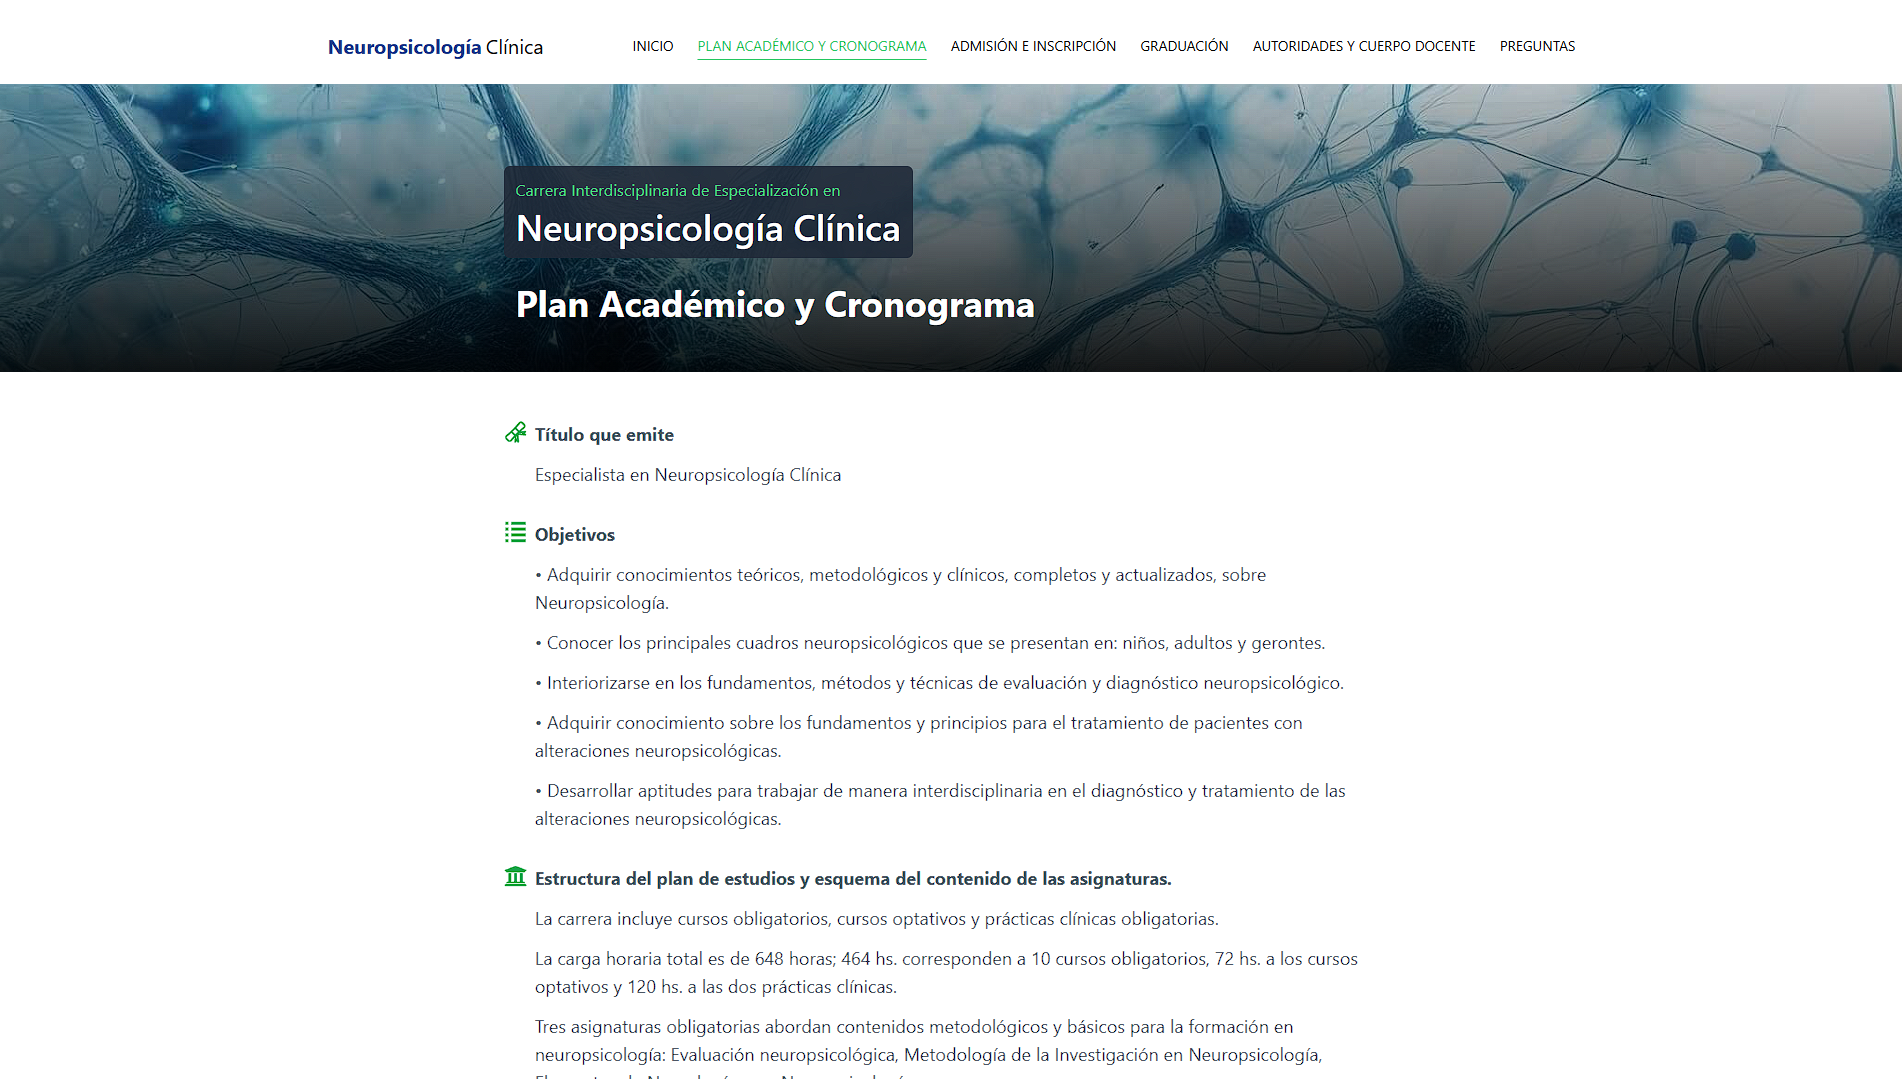 Neuropsicología Clínica
INICIO
PLAN ACADÉMICO Y CRONOGRAMA
ADMISIÓN E INSCRIPCIÓN
GRADUACIÓN
AUTORIDADES Y CUERPO DOCENTE
PREGUNTAS
Carrera Interdisciplinaria de Especialización en
Neuropsicología Clínica
Plan Académico y Cronograma
Título que emite
Especialista en Neuropsicología Clínica
Objetivos
• Adquirir conocimientos teóricos, metodológicos y clínicos, completos y actualizados, sobre
Neuropsicología.
• Conocer los principales cuadros neuropsicológicos que se presentan en: niños, adultos y gerontes.
• Interiorizarse en los fundamentos, métodos y técnicas de evaluación y diagnóstico neuropsicológico.
• Adquirir conocimiento sobre los fundamentos y principios para el tratamiento de pacientes con
alteraciones neuropsicológicas.
• Desarrollar aptitudes para trabajar de manera interdisciplinaria en el diagnóstico y tratamiento de las
alteraciones neuropsicológicas.
Estructura del plan de estudios y esquema del contenido de las asignaturas.
La carrera incluye cursos obligatorios, cursos optativos y prácticas clínicas obligatorias.
La carga horaria total es de 648 horas; 464 hs. corresponden a 10 cursos obligatorios, 72 hs. a los cursos
optativos y 120 hs. a las dos prácticas clínicas.
Tres asignaturas obligatorias abordan contenidos metodológicos y básicos para la formación en
neuropsicología: Evaluación neuropsicológica, Metodología de la Investigación en Neuropsicología,